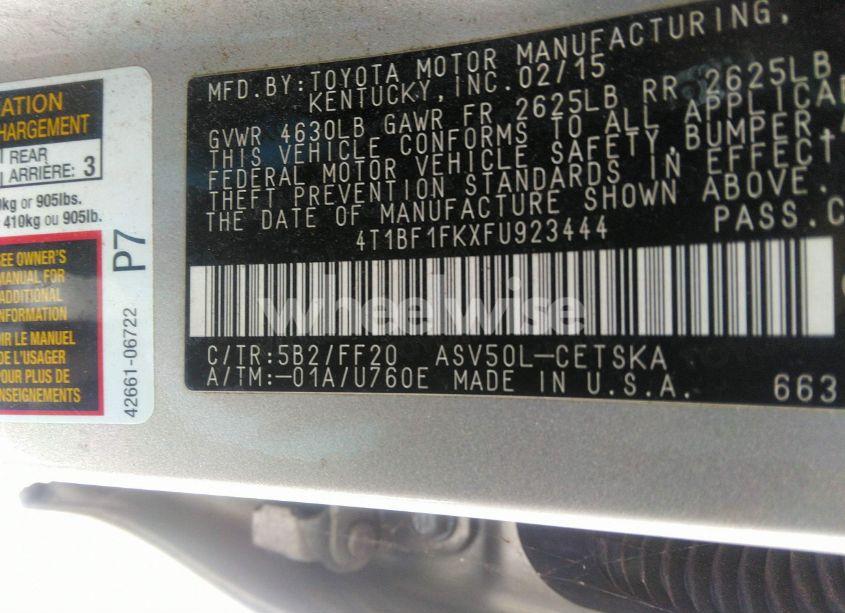 ATION
HARGEMENT
REAR
ARRIÈRE: 3
kg or 905lbs.
410kg ou 905lb.
SEE OWNER'S
MANUAL FOR
ADDITIONAL
INFORMATION
OIR LE MANUEL
DE L'USAGER
POUR PLUS DE
ENSEIGNEMENTS
P7
42661-06722
MFD.BY:TOYOTA MOTOR MANUFACTURING,
KENTUCKY,INC.02/15
GVWR 4630LB GAWR FR 2625LB RR 2625LB
THIS VEHICLE CONFORMS TO ALL APPLICA
FEDERAL MOTOR VEHICLE SAFETY,BUMPER,A
THEFT PREVENTION STANDARDS IN EFFECT
THE DATE OF MANUFACTURE SHOWN ABOVE.
4T1BF1FKXFU923444 PASS.C
wheelwise
C/TR:5B2/FF20 ASV50L-CETSKA
A/TM:-01A/U760E MADE IN U.S.A. 663